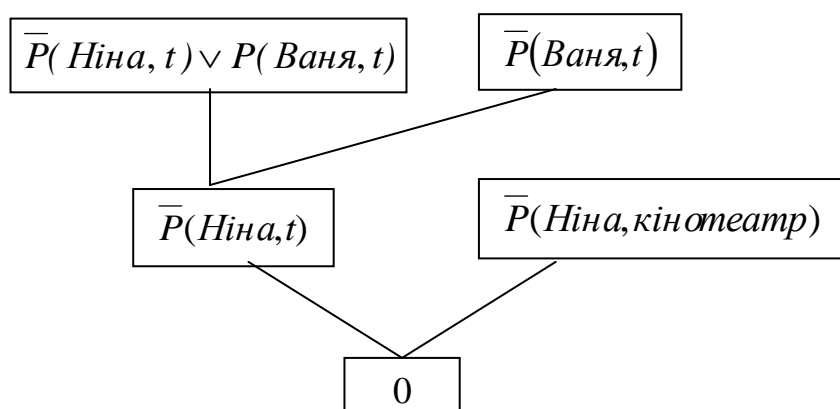 P̅( Ніна, t ) ∨ P( Ваня, t )
P̅(Ваня,t)
P̅(Ніна,t)
P̅(Ніна,кінотеатр)
0